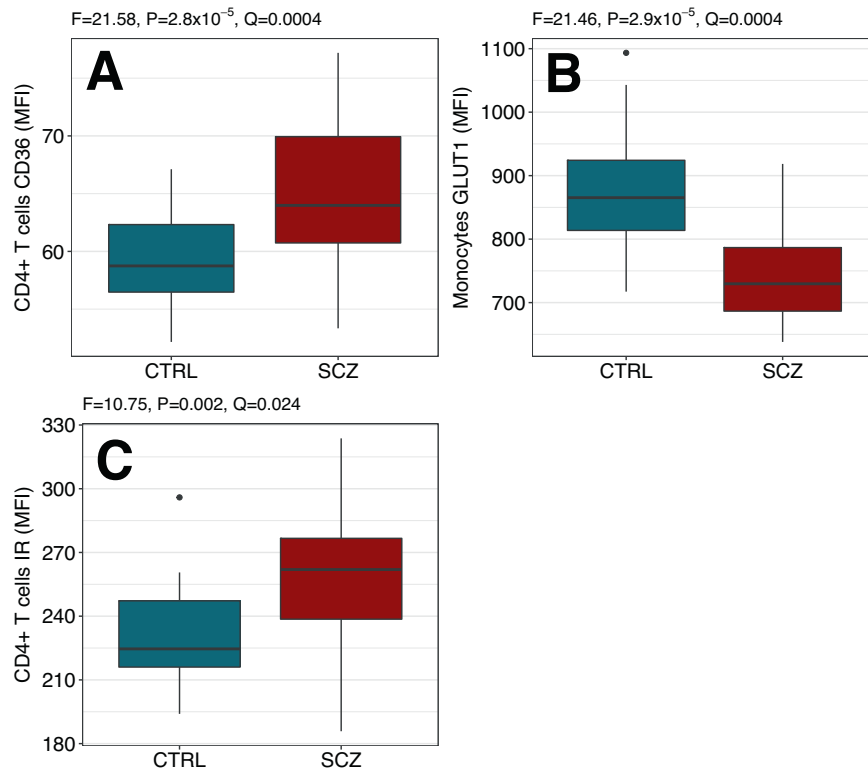 F=21.58, P=2.8x10⁻⁵, Q=0.0004
A
CD4+ T cells CD36 (MFI)
70
60
CTRL
SCZ
F=21.46, P=2.9x10⁻⁵, Q=0.0004
B
Monocytes GLUT1 (MFI)
1100
1000
900
800
700
CTRL
SCZ
F=10.75, P=0.002, Q=0.024
C
CD4+ T cells IR (MFI)
330
300
270
240
210
180
CTRL
SCZ